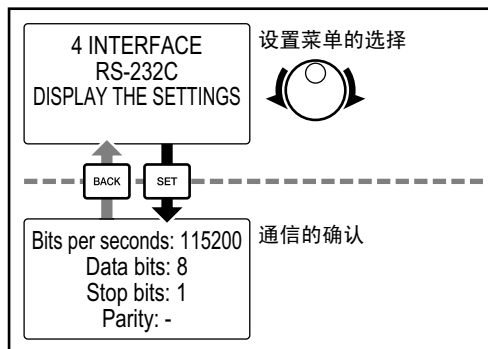 4 INTERFACE
RS-232C
DISPLAY THE SETTINGS
设置菜单的选择
BACK
SET
Bits per seconds: 115200
Data bits: 8
Stop bits: 1
Parity: -
通信的确认